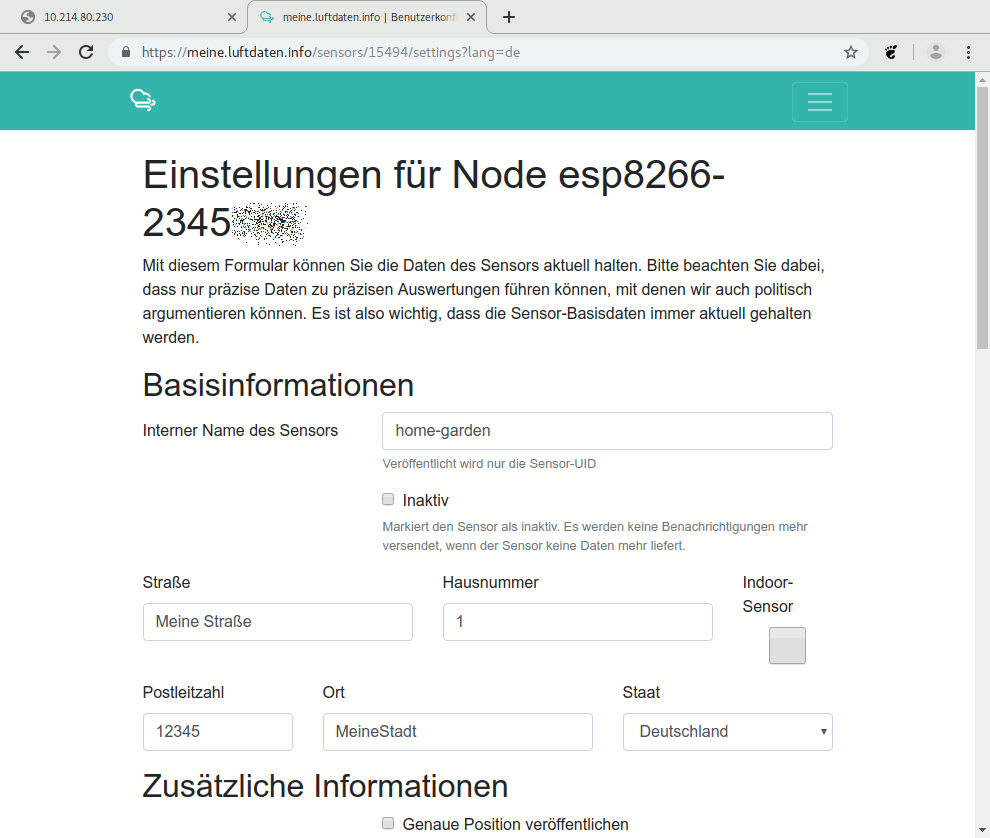 10.214.80.230
meine.luftdaten.info | Benutzerkonf
https://meine.luftdaten.info/sensors/15494/settings?lang=de
Einstellungen für Node esp8266-
2345
Mit diesem Formular können Sie die Daten des Sensors aktuell halten. Bitte beachten Sie dabei,
dass nur präzise Daten zu präzisen Auswertungen führen können, mit denen wir auch politisch
argumentieren können. Es ist also wichtig, dass die Sensor-Basisdaten immer aktuell gehalten
werden.
Basisinformationen
Interner Name des Sensors
home-garden
Veröffentlicht wird nur die Sensor-UID
Inaktiv
Markiert den Sensor als inaktiv. Es werden keine Benachrichtigungen mehr
versendet, wenn der Sensor keine Daten mehr liefert.
Straße Hausnummer Indoor-
Sensor
Meine Straße 1
Postleitzahl Ort Staat
12345 MeineStadt Deutschland
Zusätzliche Informationen
Genaue Position veröffentlichen